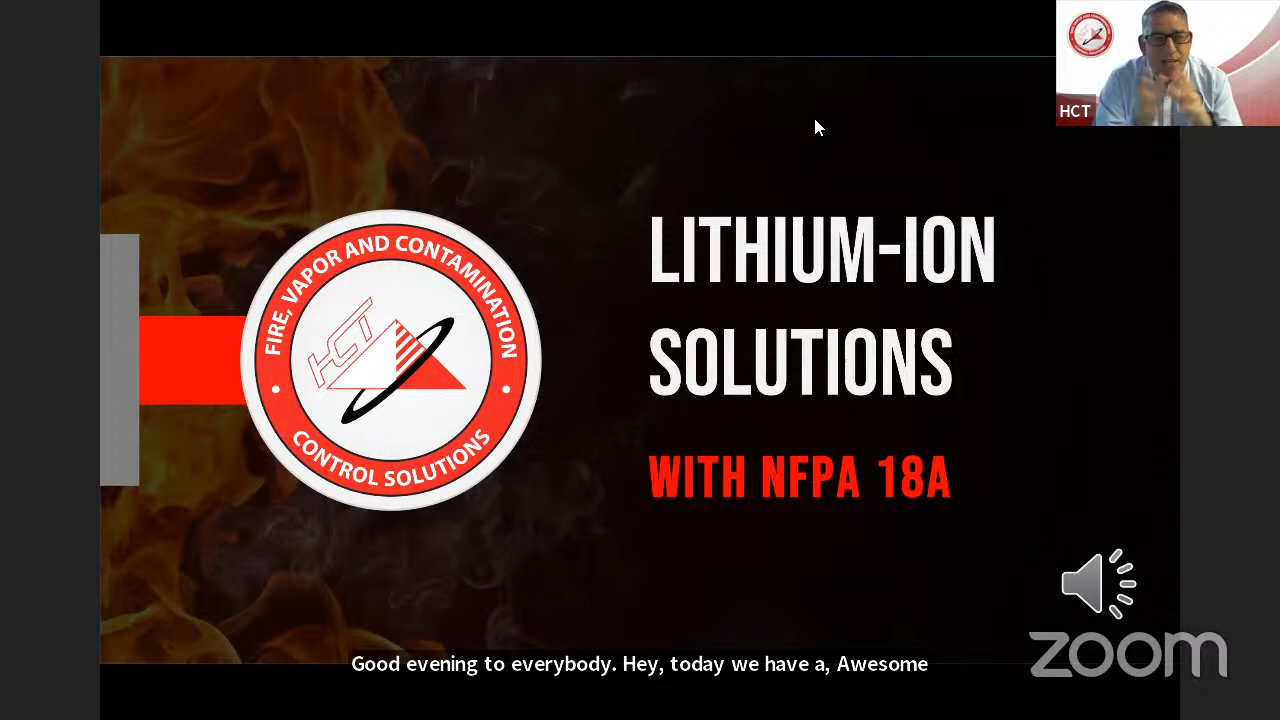 HCT
FIRE, VAPOR AND CONTAMINATION
HCT
CONTROL SOLUTIONS
LITHIUM-ION
SOLUTIONS
WITH NFPA 18A
Good evening to everybody. Hey, today we have a, Awesome
zoom